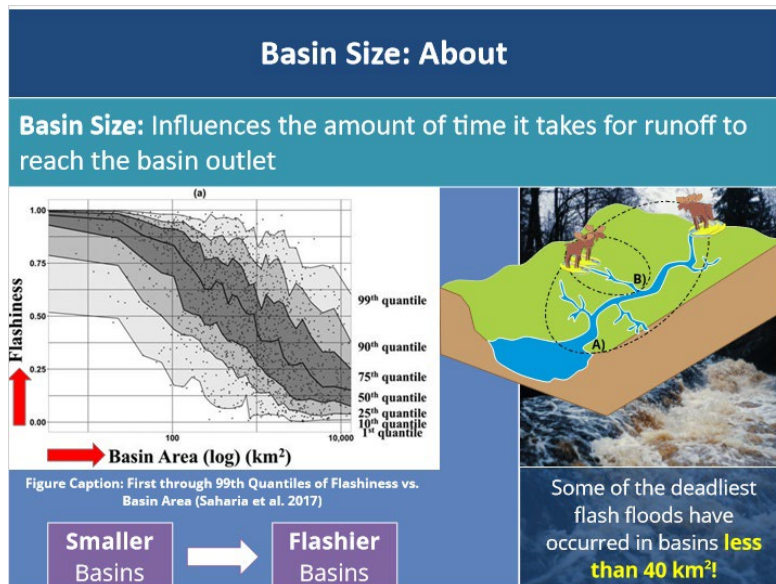 Basin Size: About
Basin Size: Influences the amount of time it takes for runoff to
reach the basin outlet
(a)
1.00
0.75
0.50
0.25
0.00
Flashiness
99th quantile
90th quantile
75th quantile
50th quantile
25th quantile
10th quantile
1st quantile
100
10,000
Basin Area (log) (km²)
Figure Caption: First through 99th Quantiles of Flashiness vs.
Basin Area (Saharia et al. 2017)
Smaller
Basins
Flashier
Basins
B)
A)
Some of the deadliest
flash floods have
occurred in basins less
than 40 km²!